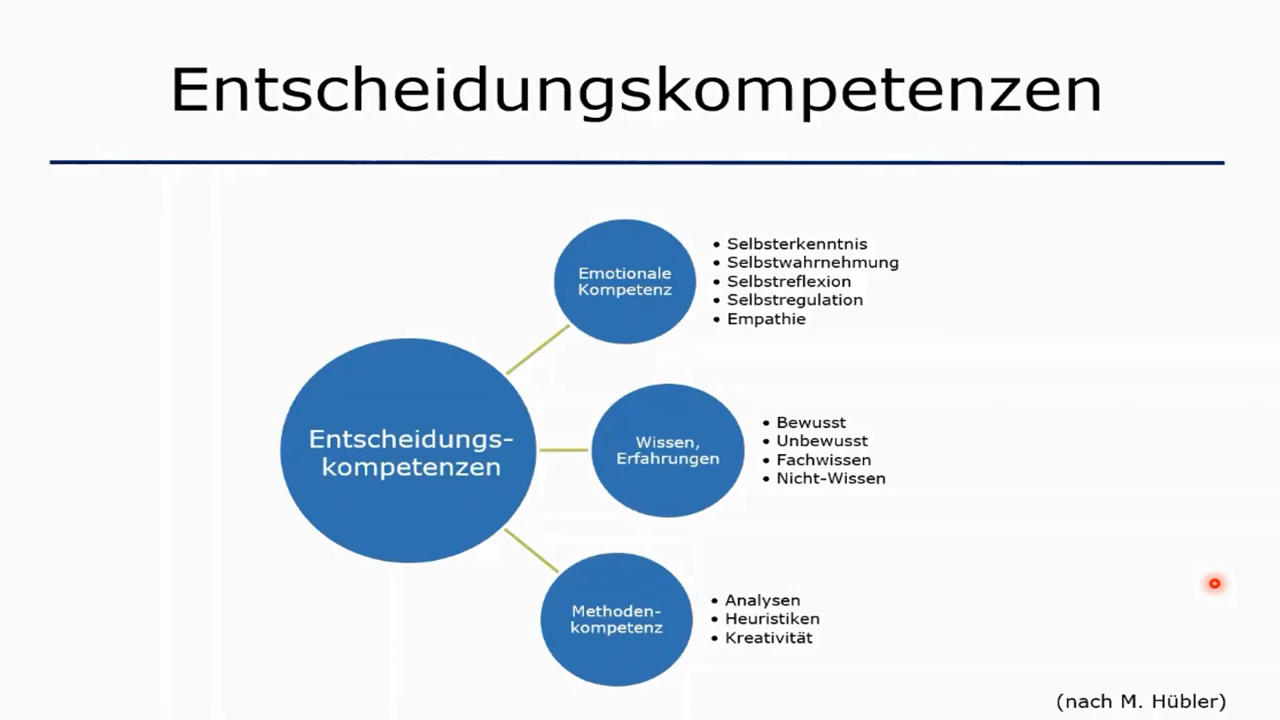 Entscheidungskompetenzen
Emotionale
Kompetenz
• Selbsterkenntnis
• Selbstwahrnehmung
• Selbstreflexion
• Selbstregulation
• Empathie
Entscheidungs-
kompetenzen
Wissen,
Erfahrungen
• Bewusst
• Unbewusst
• Fachwissen
• Nicht-Wissen
Methoden-
kompetenz
• Analysen
• Heuristiken
• Kreativität
(nach M. Hübler)